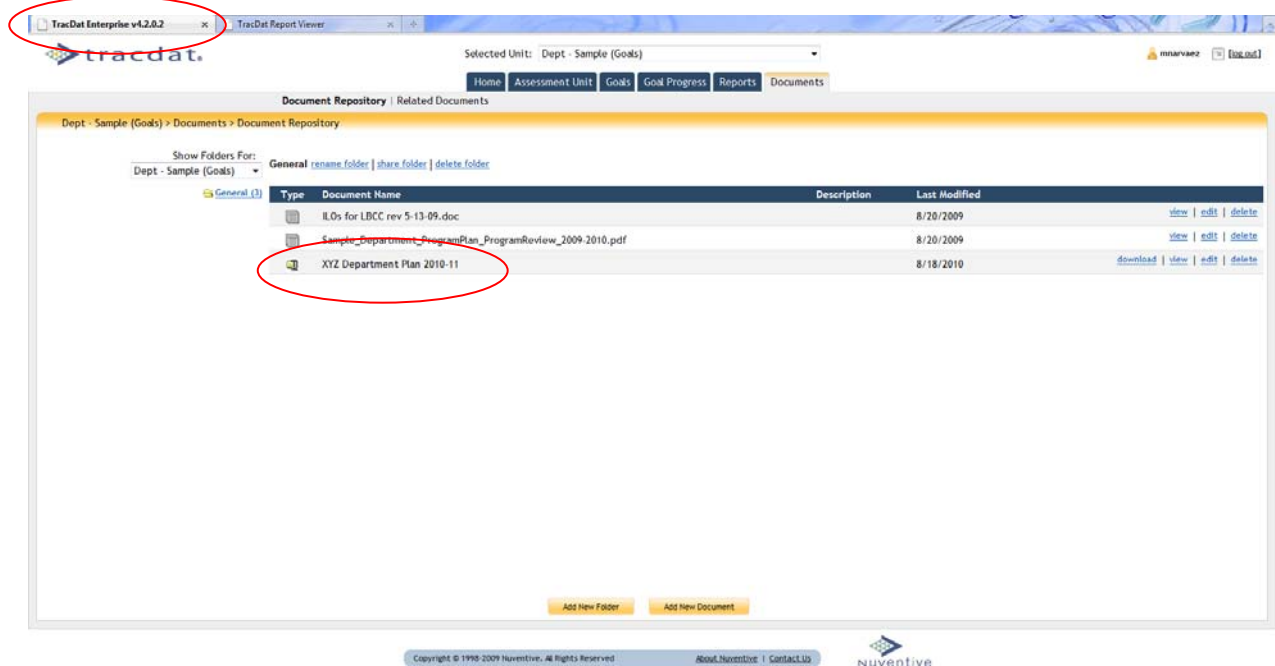 TracDat Enterprise v4.2.0.2 × TracDat Report Viewer ×
tracdat.
Selected Unit: Dept - Sample (Goals)
mnarvaez [log out]
Home Assessment Unit Goals Goal Progress Reports Documents
Document Repository | Related Documents
Dept - Sample (Goals) > Documents > Document Repository
Show Folders For:
Dept - Sample (Goals)
General rename folder | share folder | delete folder
General (3)
Type Document Name Description Last Modified
ILOs for LBCC rev 5-13-09.doc 8/20/2009 view | edit | delete
Sample_Department_ProgramPlan_ProgramReview_2009-2010.pdf 8/20/2009 view | edit | delete
XYZ Department Plan 2010-11 8/18/2010 download | view | edit | delete
Add New Folder Add New Document
Copyright © 1998-2009 Nuventive. All Rights Reserved About Nuventive | Contact Us
nuventive